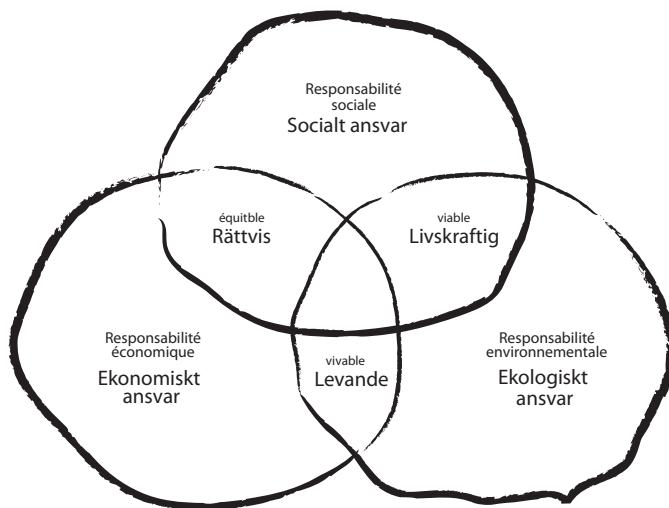 Responsabilité
sociale
Socialt ansvar
équitble
Rättvis
viable
Livskraftig
Responsabilité
économique
Ekonomiskt
ansvar
vivable
Levande
Responsabilité
environnementale
Ekologiskt
ansvar